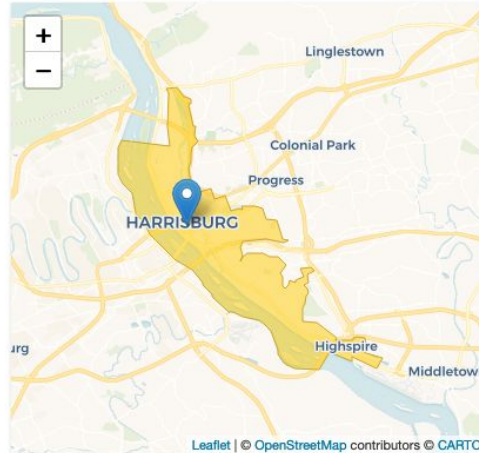 +
−
Linglestown
Colonial Park
Progress
HARRISBURG
urg
Highspire
Middletow
Leaflet | © OpenStreetMap contributors © CARTO